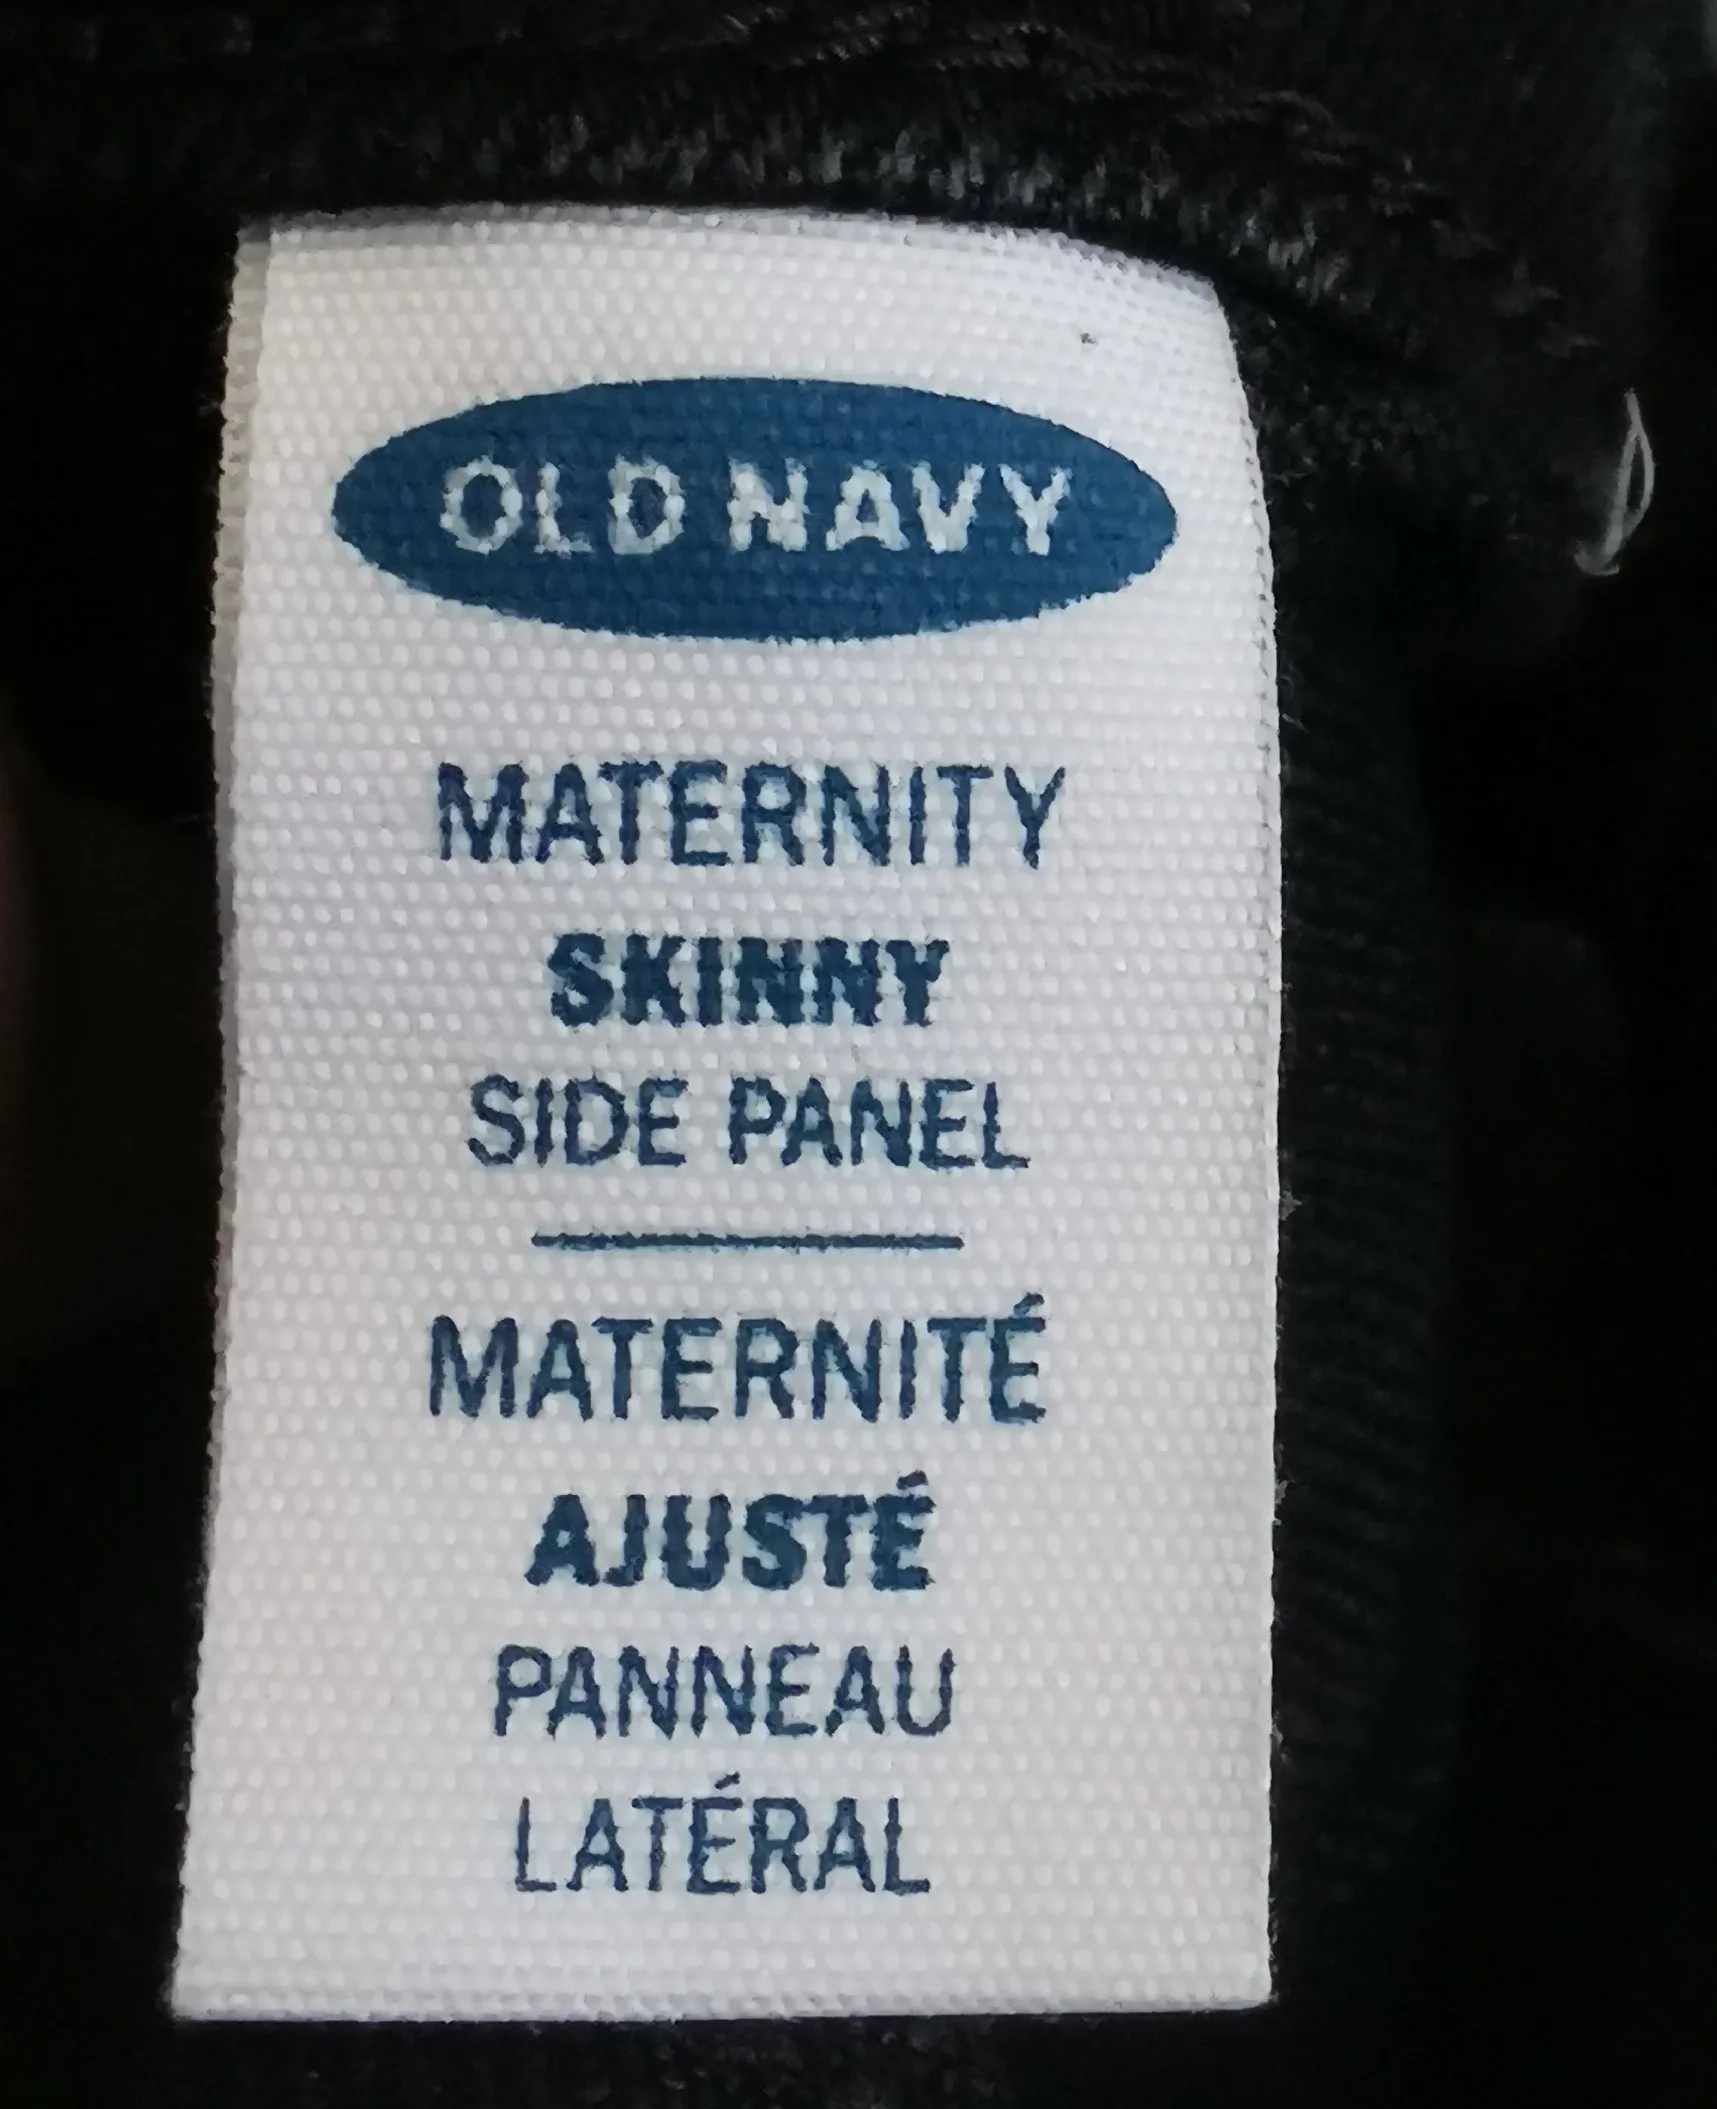 OLD NAVY
MATERNITY
SKINNY
SIDE PANEL
MATERNITÉ
AJUSTÉ
PANNEAU
LATÉRAL